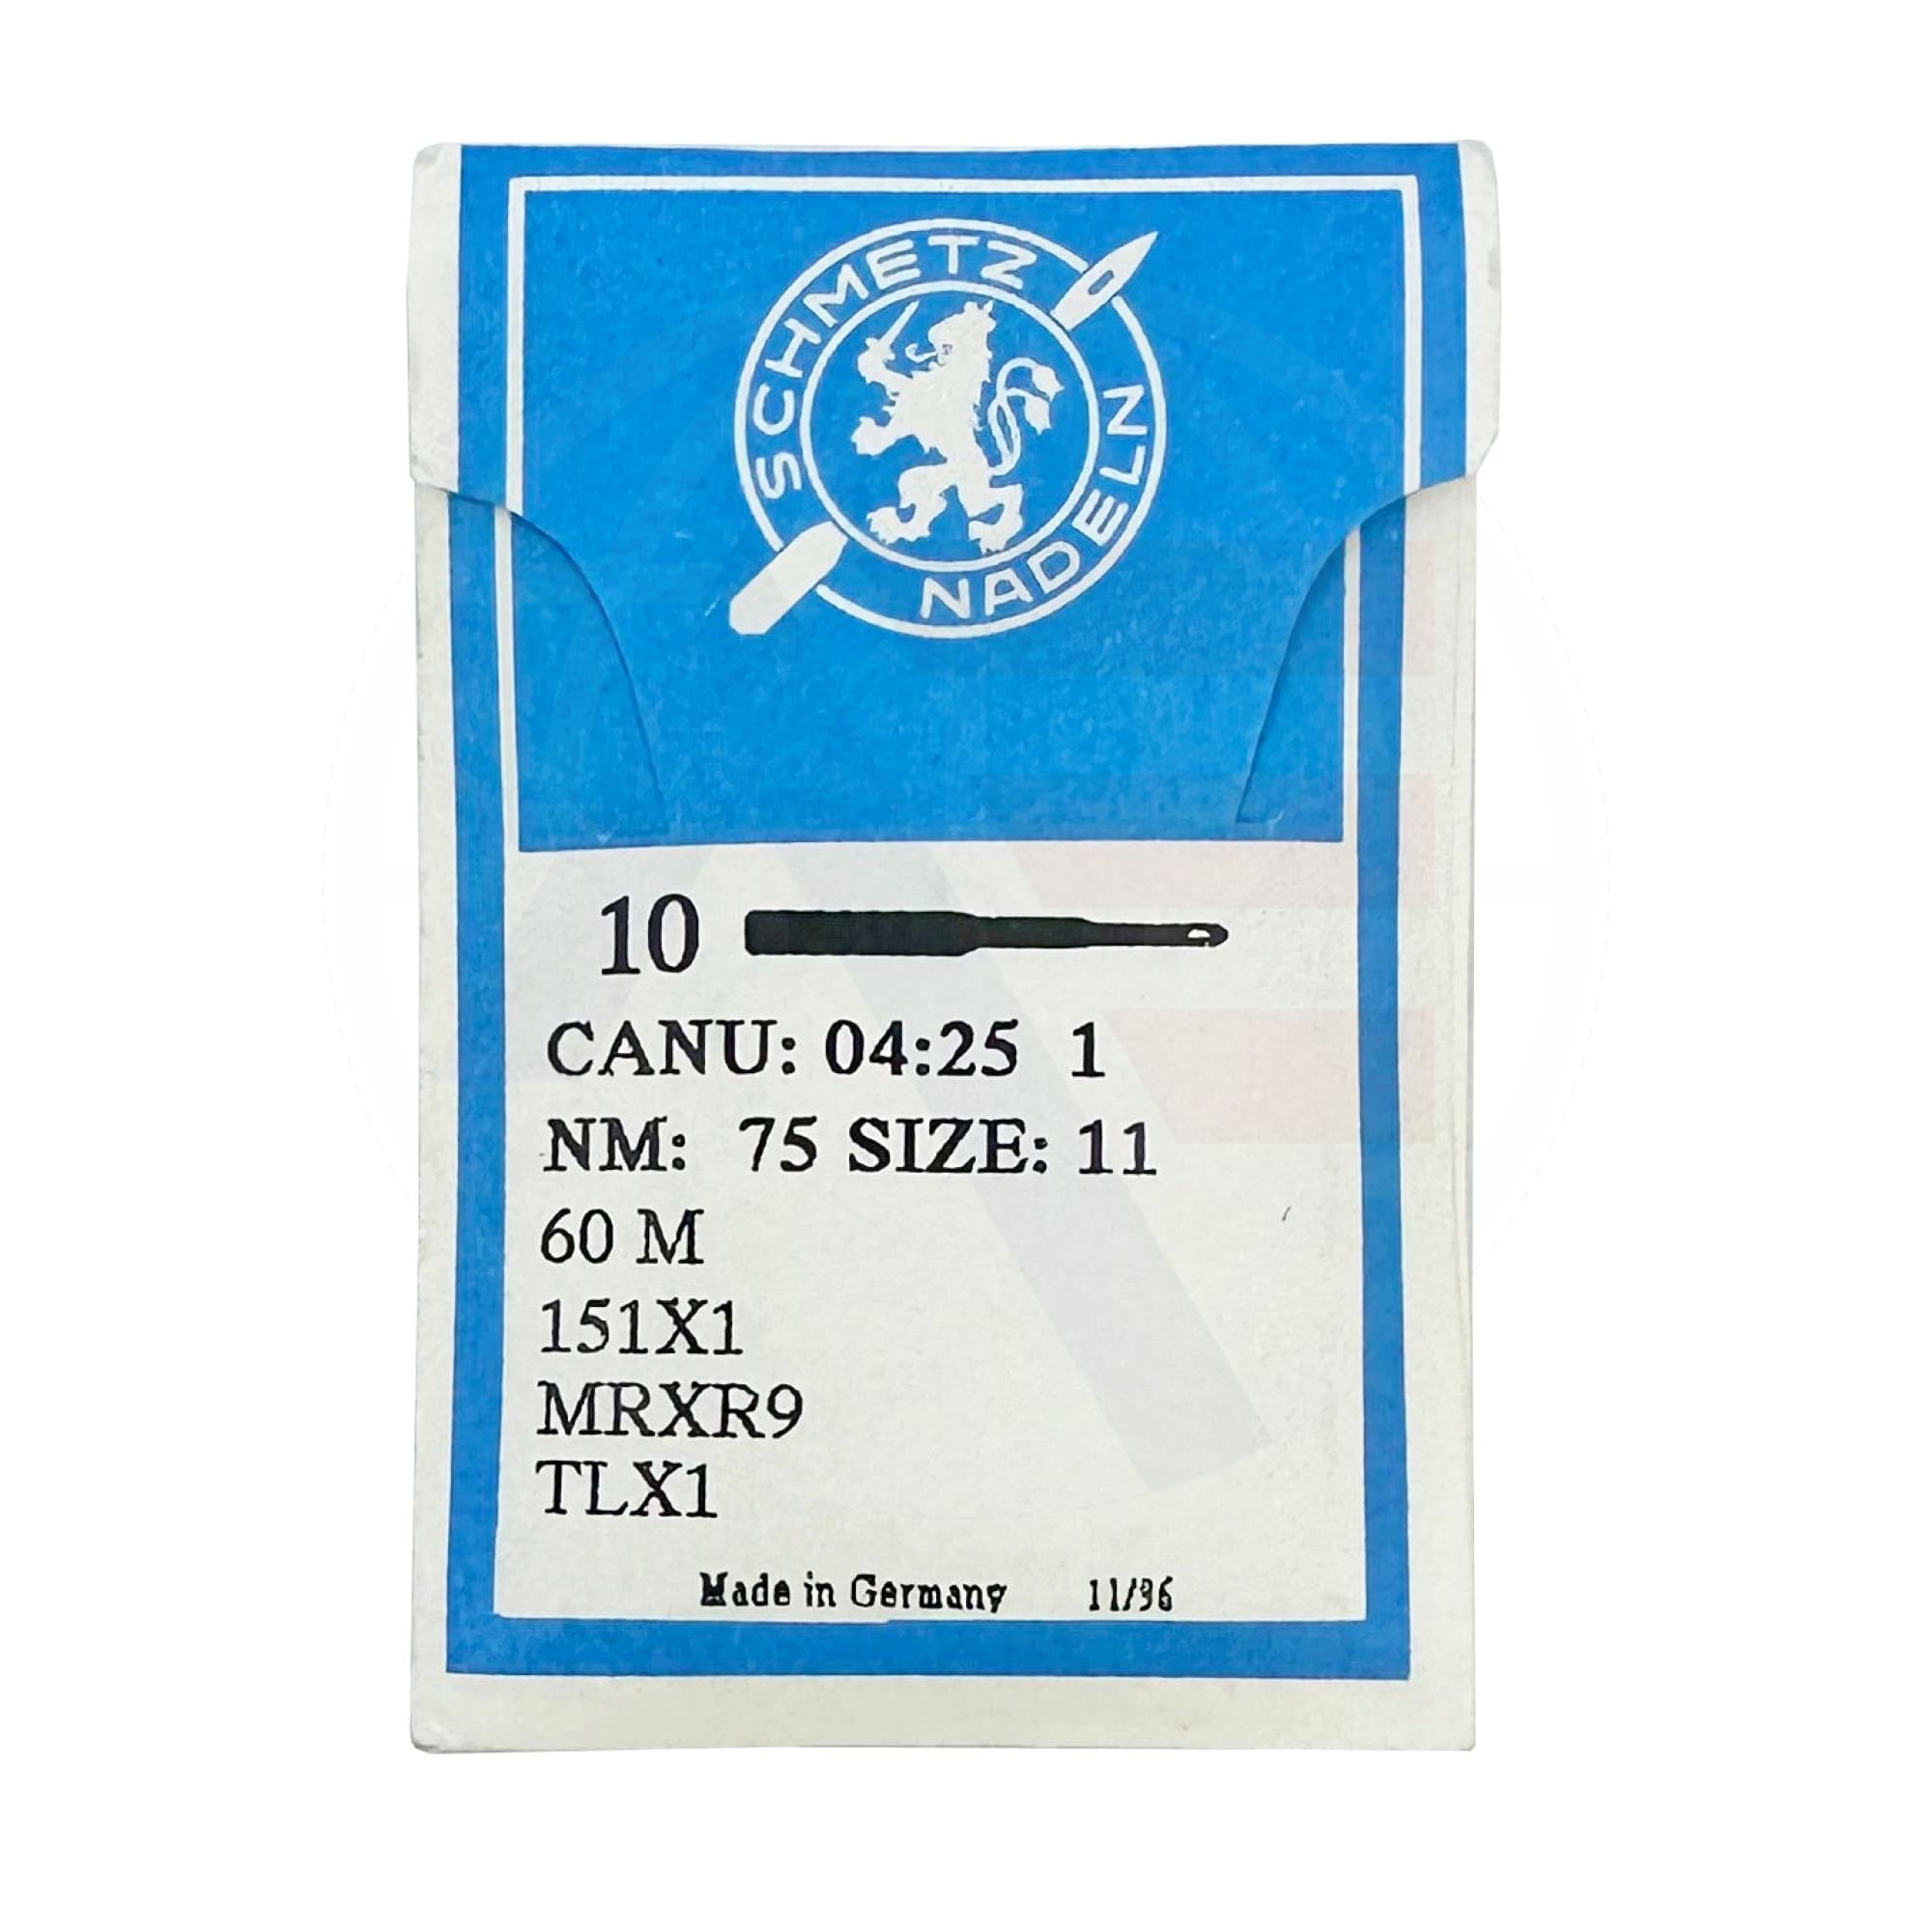 SCHMETZ NADELN
10
CANU: 04:25 1
NM: 75 SIZE: 11
60 M
151X1
MRXR9
TLX1
Made in Germany 11/96